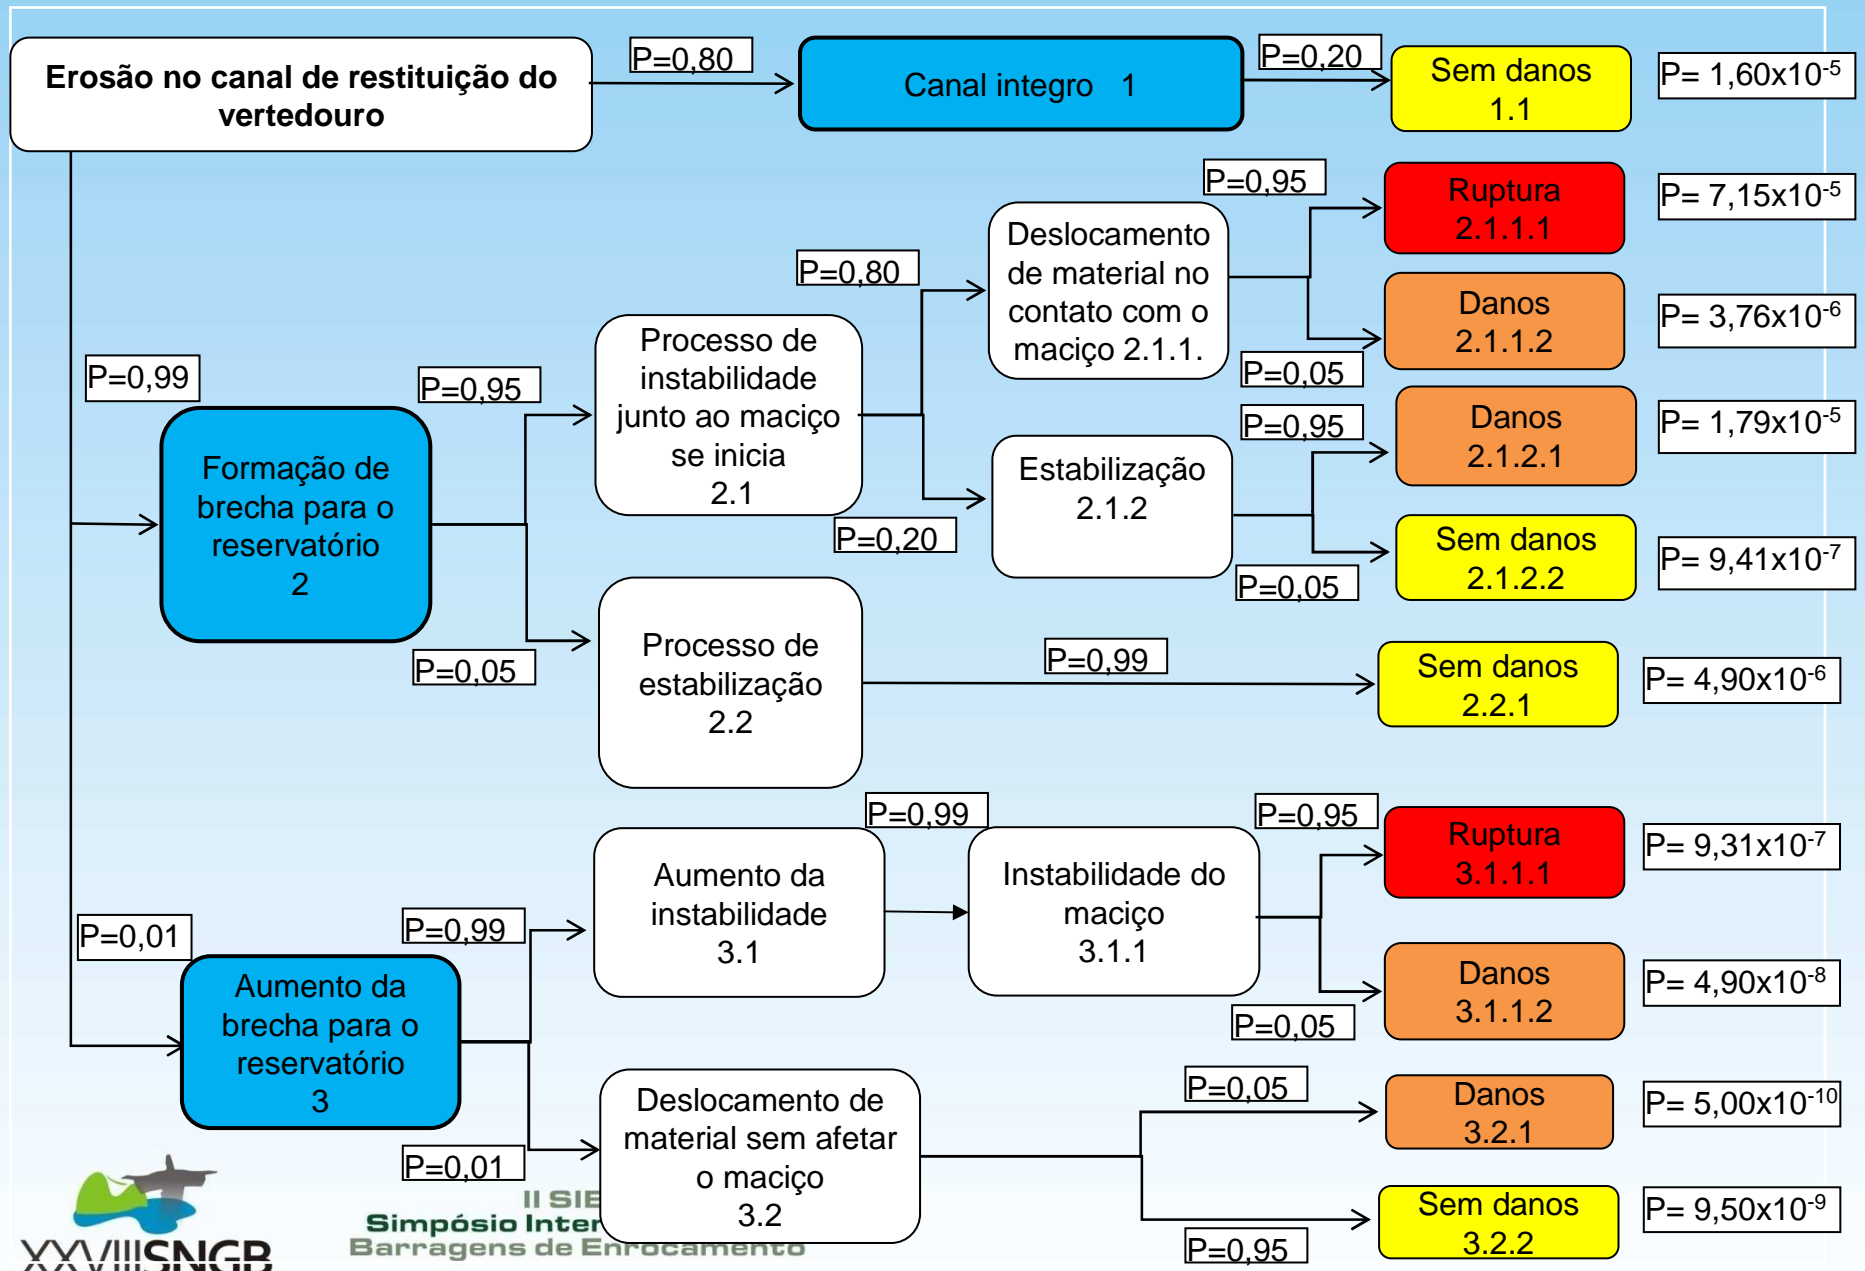 Erosão no canal de restituição do
vertedouro
P=0,80
Canal integro 1
P=0,20
Sem danos
1.1
P= 1,60x10-5
P=0,95
Ruptura
2.1.1.1
P= 7,15x10-5
Deslocamento
de material no
contato com o
maciço 2.1.1.
P=0,80
Danos
2.1.1.2
P= 3,76x10-6
P=0,05
Processo de
instabilidade
junto ao maciço
se inicia
2.1
P=0,99
P=0,95
Danos
2.1.2.1
P= 1,79x10-5
P=0,95
Formação de
brecha para o
reservatório
2
Estabilização
2.1.2
P=0,20
Sem danos
2.1.2.2
P= 9,41x10-7
P=0,05
P=0,05
Processo de
estabilização
2.2
P=0,99
Sem danos
2.2.1
P= 4,90x10-6
P=0,99
P=0,95
Ruptura
3.1.1.1
P= 9,31x10-7
Aumento da
instabilidade
3.1
Instabilidade do
maciço
3.1.1
P=0,01
P=0,99
Danos
3.1.1.2
P= 4,90x10-8
P=0,05
Aumento da
brecha para o
reservatório
3
P=0,01
Deslocamento de
material sem afetar
o maciço
3.2
P=0,05
Danos
3.2.1
P= 5,00x10-10
Sem danos
3.2.2
P= 9,50x10-9
P=0,95
XXVIIISNGB
II SIE
Simpósio Inter
Barragens de Enrocamento